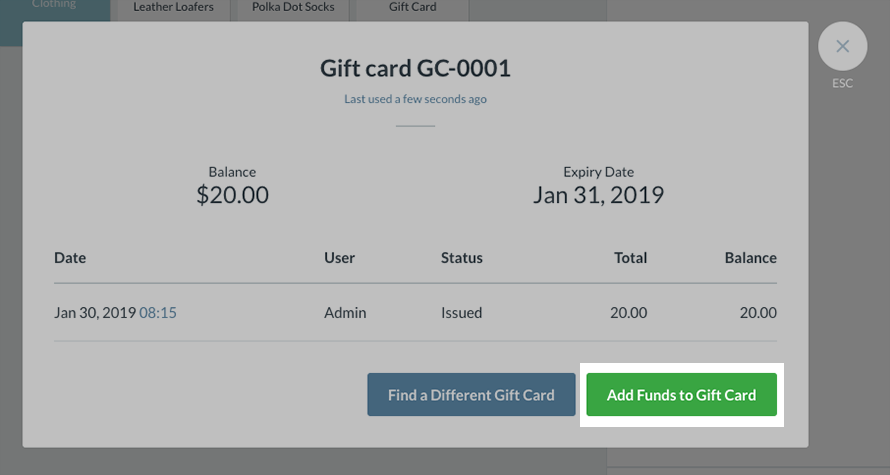 Clothing
Leather Loafers
Polka Dot Socks
Gift Card
Gift card GC-0001
Last used a few seconds ago
ESC
Balance
$20.00
Expiry Date
Jan 31, 2019
Date User Status Total Balance
Jan 30, 2019 08:15 Admin Issued 20.00 20.00
Find a Different Gift Card
Add Funds to Gift Card